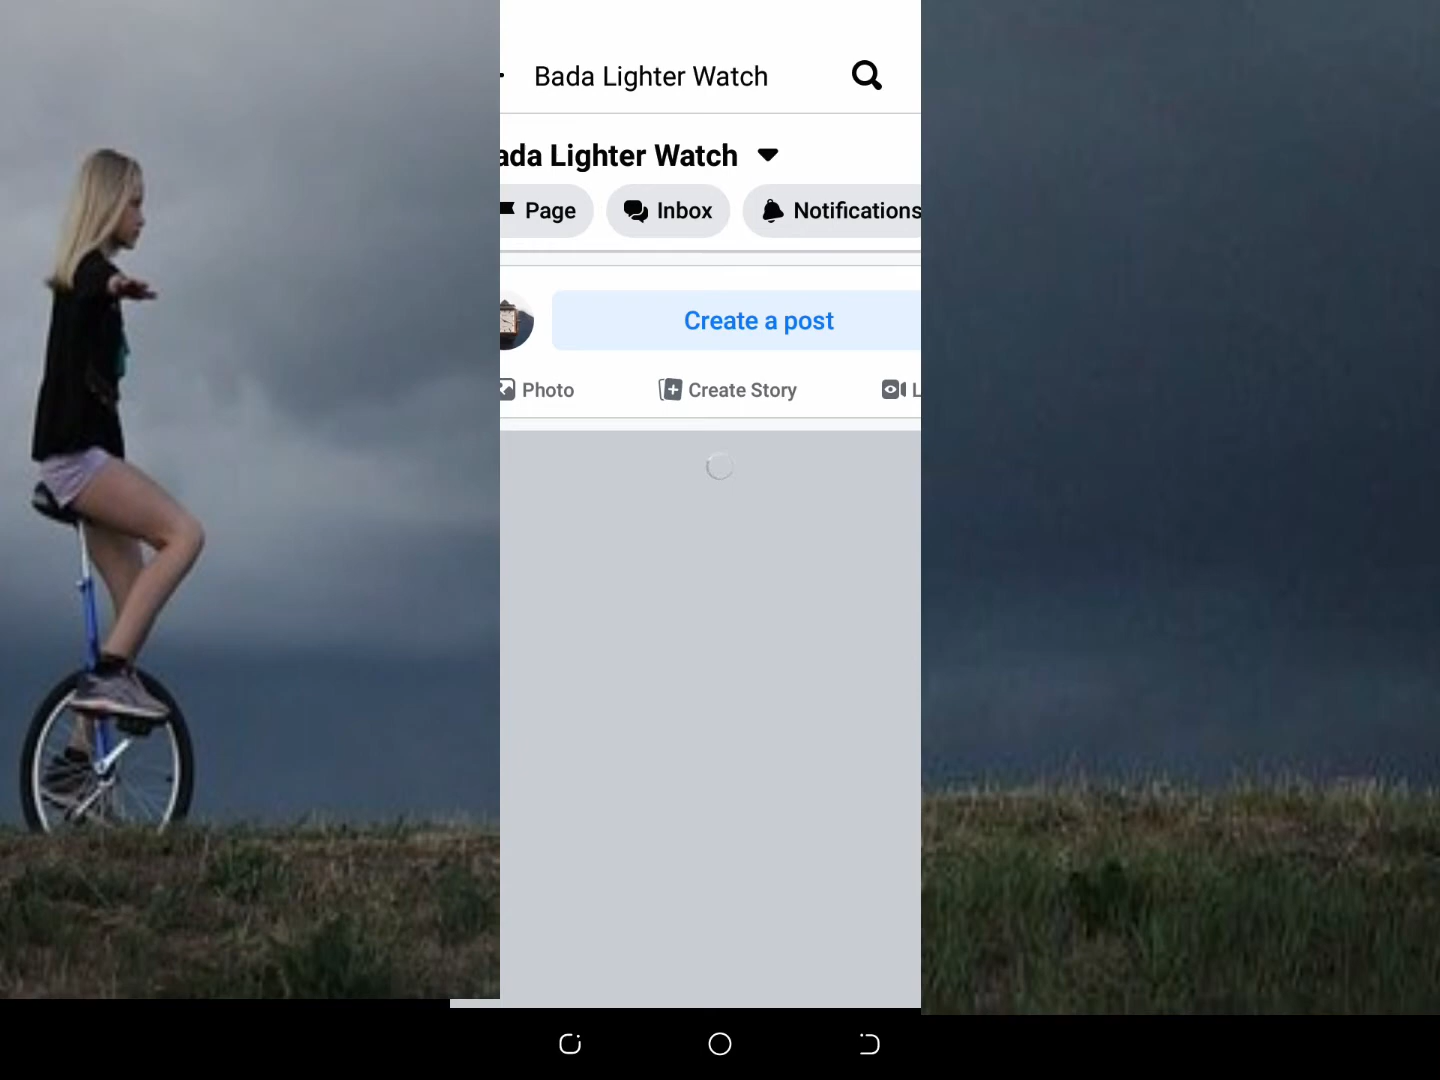 Bada Lighter Watch
ada Lighter Watch
Page
Inbox
Notifications
Create a post
Photo
Create Story
L